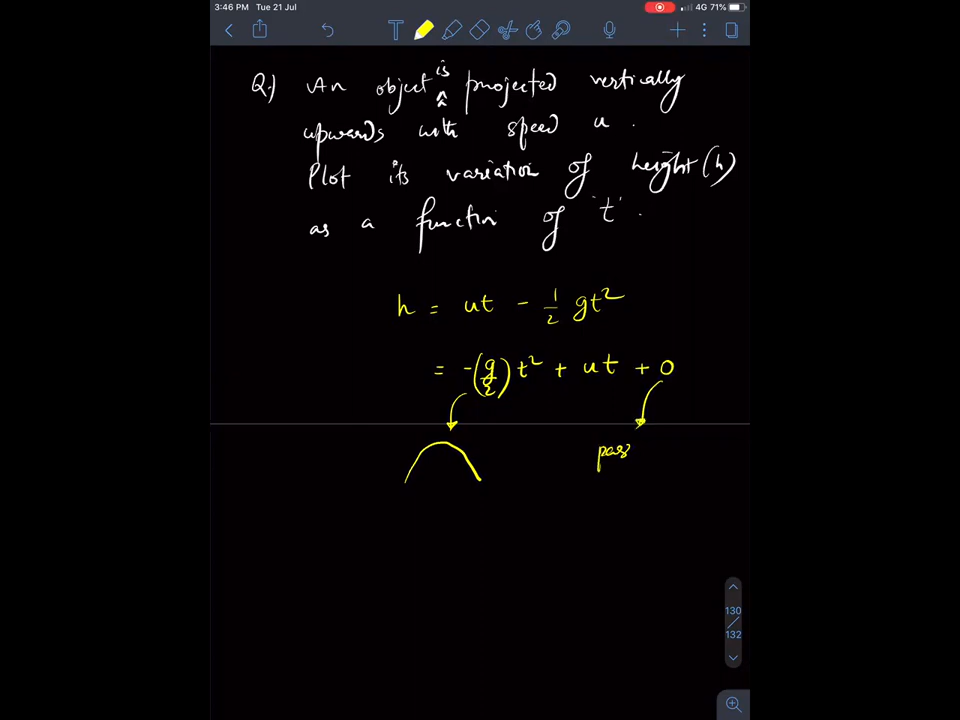 3:46 PM Tue 21 Jul
4G 71%
T
Q.) An object is projected vertically
upwards with speed u.
Plot its variation of height (h)
as a function of 't'.
h = ut - 1/2 gt²
= -(g/2) t² + ut + 0
pas
130
132